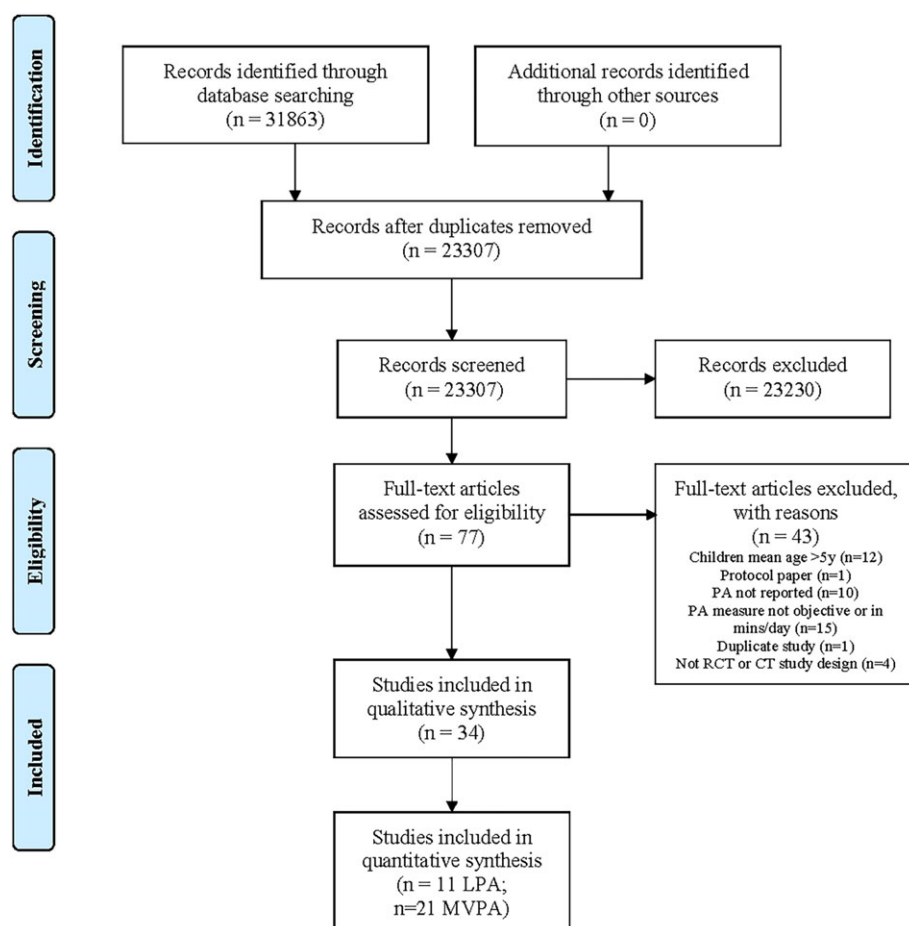 Identification
Records identified through
database searching
(n = 31863)
Additional records identified
through other sources
(n = 0)
Records after duplicates removed
(n = 23307)
Screening
Records screened
(n = 23307)
Records excluded
(n = 23230)
Eligibility
Full-text articles
assessed for eligibility
(n = 77)
Full-text articles excluded,
with reasons
(n = 43)
Children mean age >5y (n=12)
Protocol paper (n=1)
PA not reported (n=10)
PA measure not objective or in
mins/day (n=15)
Duplicate study (n=1)
Not RCT or CT study design (n=4)
Included
Studies included in
qualitative synthesis
(n = 34)
Studies included in
quantitative synthesis
(n = 11 LPA;
n=21 MVPA)